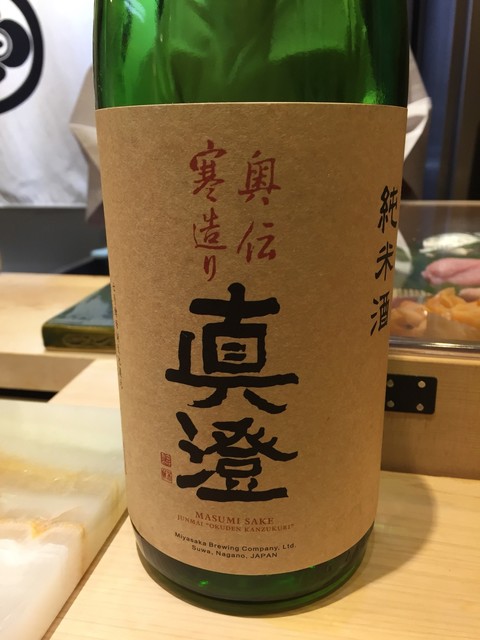 奥伝
寒造り
真澄
純米酒
MASUMI SAKE
JUNMAI "OKUDEN KANZUKURI"
Miyasaka Brewing Company, Ltd.
Suwa, Nagano, JAPAN